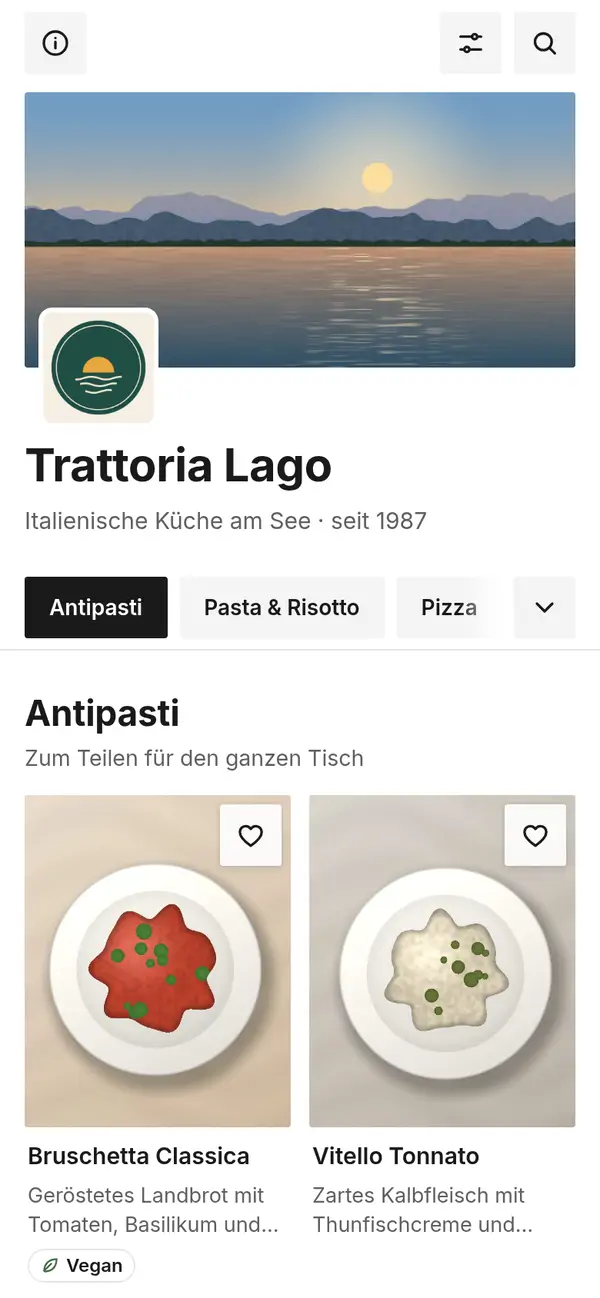 Trattoria Lago
Italienische Küche am See · seit 1987
Antipasti
Pasta & Risotto
Pizza
Antipasti
Zum Teilen für den ganzen Tisch
Bruschetta Classica
Geröstetes Landbrot mit
Tomaten, Basilikum und...
Vegan
Vitello Tonnato
Zartes Kalbfleisch mit
Thunfischcreme und...